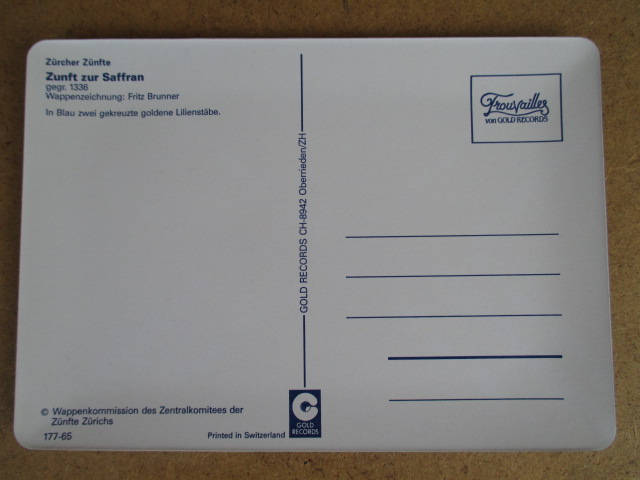 Zürcher Zünfte
Zunft zur Saffran
gegr. 1336
Wappenzeichnung: Fritz Brunner
In Blau zwei gekreuzte goldene Lilienstäbe.
© Wappenkommission des Zentralkomitees der
Zünfte Zürichs
177-65
Printed in Switzerland
GOLD RECORDS CH-8942 Oberrieden/ZH
GOLD
RECORDS
Trouvailles
von GOLD RECORDS